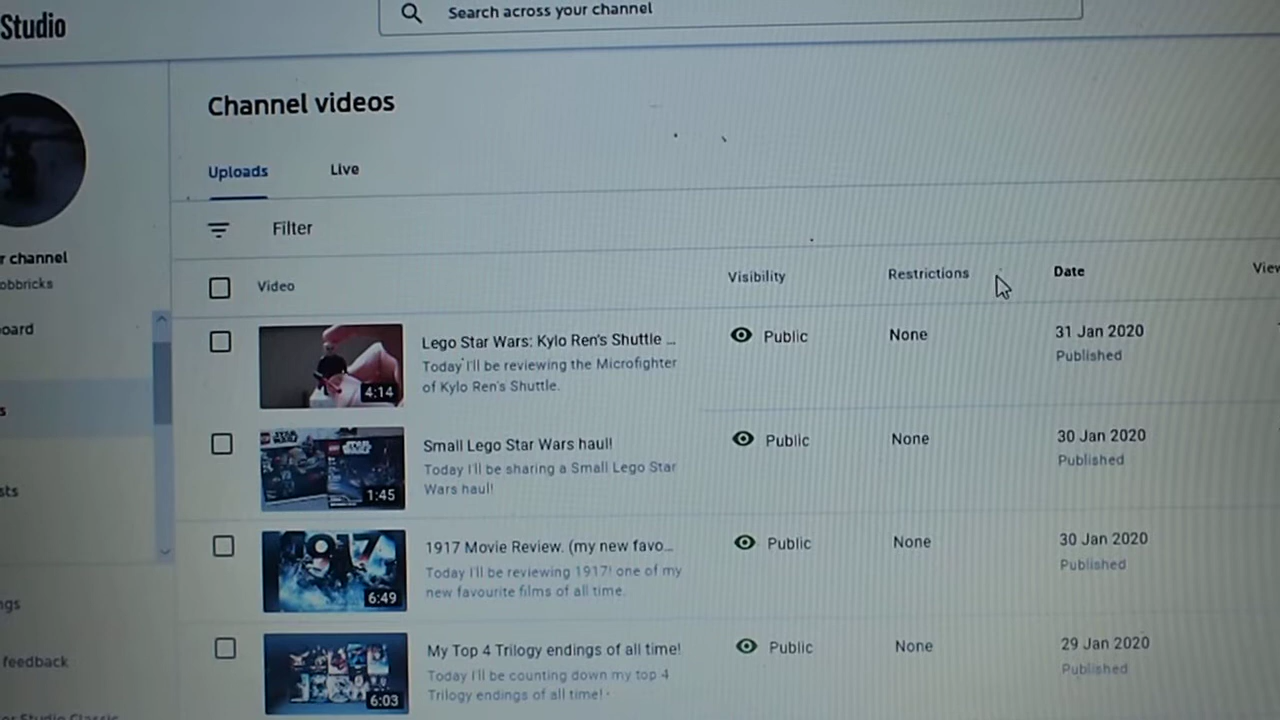 Studio
Search across your channel
Channel videos
Uploads
Live
Filter
r channel
obbricks
oard
s
sts
ngs
feedback
Video
Visibility
Restrictions
Date
View
4:14
Lego Star Wars: Kylo Ren's Shuttle ...
Today I'll be reviewing the Microfighter
of Kylo Ren's Shuttle.
Public
None
31 Jan 2020
Published
1:45
Small Lego Star Wars haul!
Today I'll be sharing a Small Lego Star
Wars haul!
Public
None
30 Jan 2020
Published
1917
6:49
1917 Movie Review. (my new favo...
Today I'll be reviewing 1917! one of my
new favourite films of all time.
Public
None
30 Jan 2020
Published
6:03
My Top 4 Trilogy endings of all time!
Today I'll be counting down my top 4
Trilogy endings of all time!
Public
None
29 Jan 2020
Published